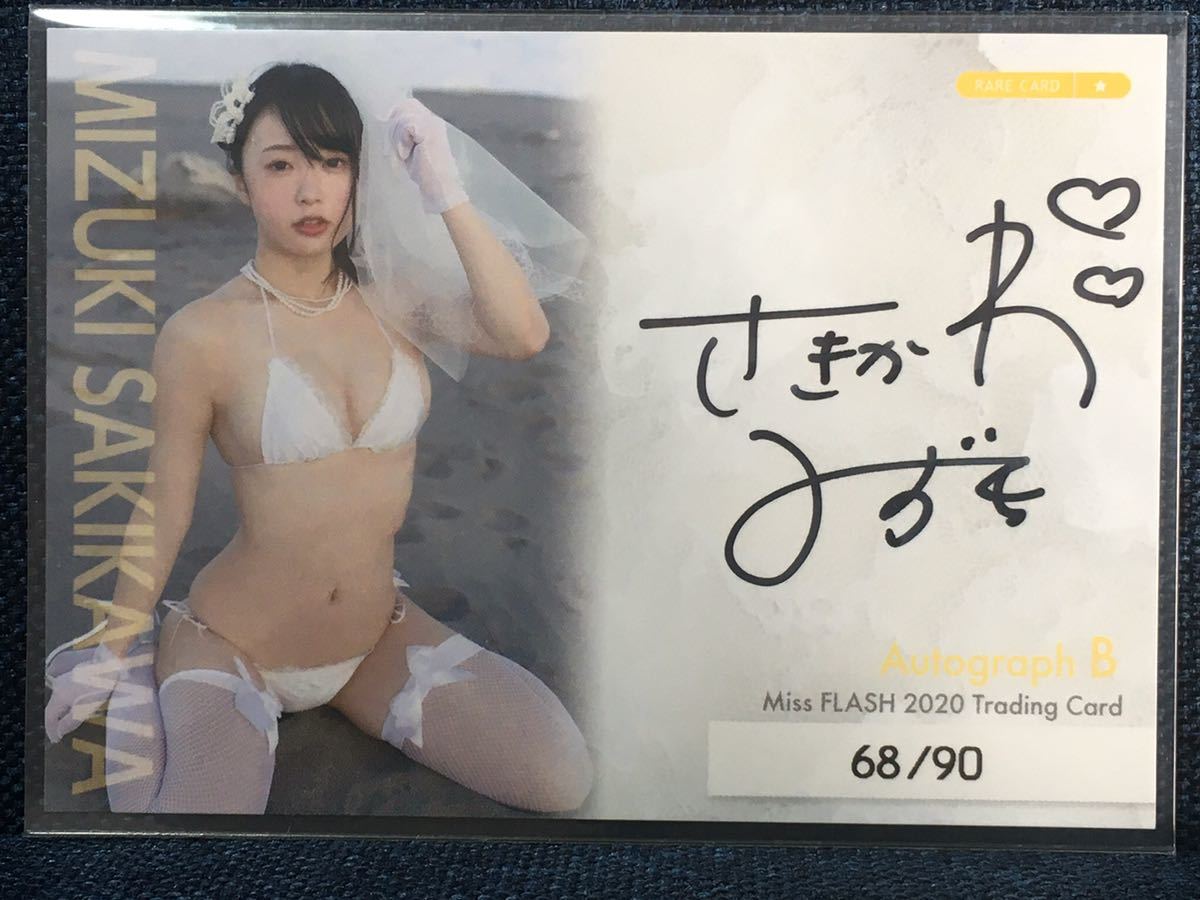 MIZUKI SAKIKAWA
RARE CARD
さきかわ
みずき
Autograph B
Miss FLASH 2020 Trading Card
68/90